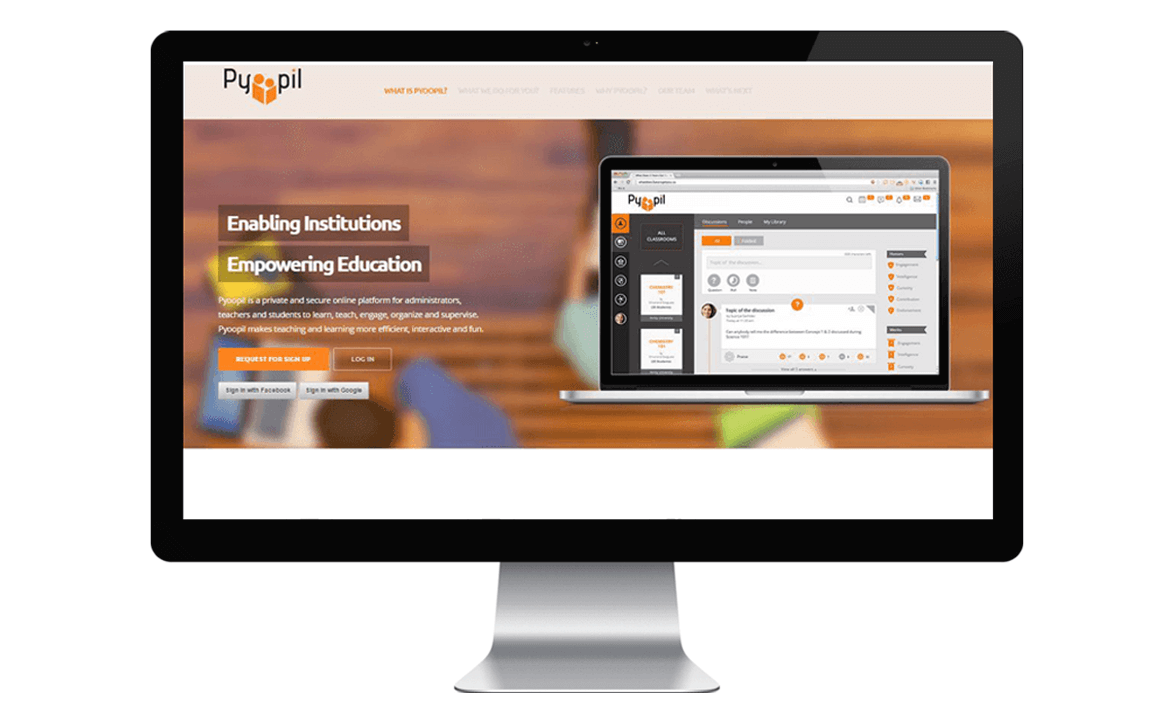 Pyoopil
WHAT IS PYOOPIL? WHAT WE DO FOR YOU? FEATURES WHY PYOOPIL? OUR TEAM WHAT'S NEXT
Enabling Institutions
Empowering Education
Pyoopil is a private and secure online platform for administrators,
teachers and students to learn, teach, engage, organize and supervise.
Pyoopil makes teaching and learning more efficient, interactive and fun.
REQUEST FOR SIGN UP LOG IN
Sign in with Facebook Sign in with Google
Pyoopil
Discussions People My Library
ALL
CLASSROOMS
All
Topic of the discussion...
Question Poll Note
CHEMISTRY
101
CHEMISTRY
101
Topic of the discussion
Can anybody tell me the difference between Concept 1 & 2 discussed during
Science 101?
Praise
Engagement
Intelligence
Curiosity
Contribution
Endorsement
Engagement
Intelligence
Curiosity